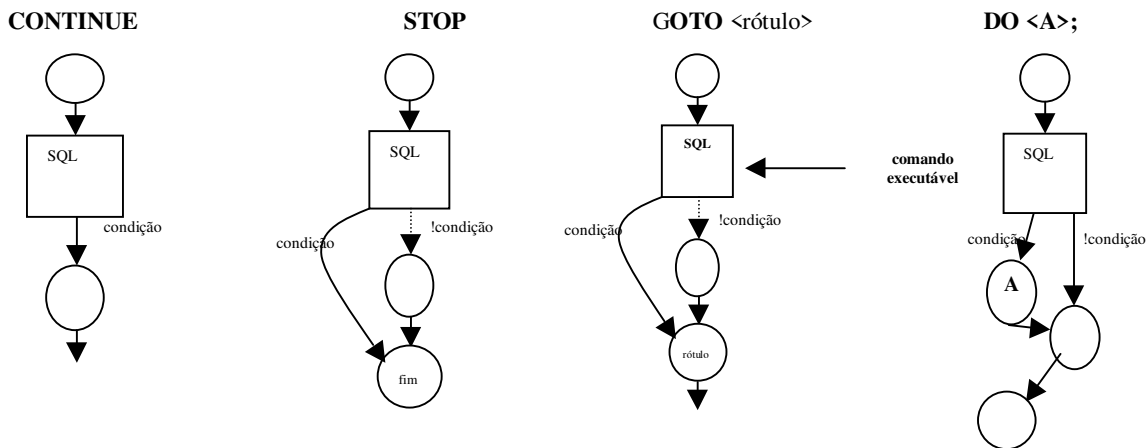 CONTINUE
STOP
GOTO <rótulo>
DO <A>;
SQL
SQL
SQL
SQL
comando
executável
condição
condição
!condição
condição
!condição
condição
!condição
A
fim
rótulo